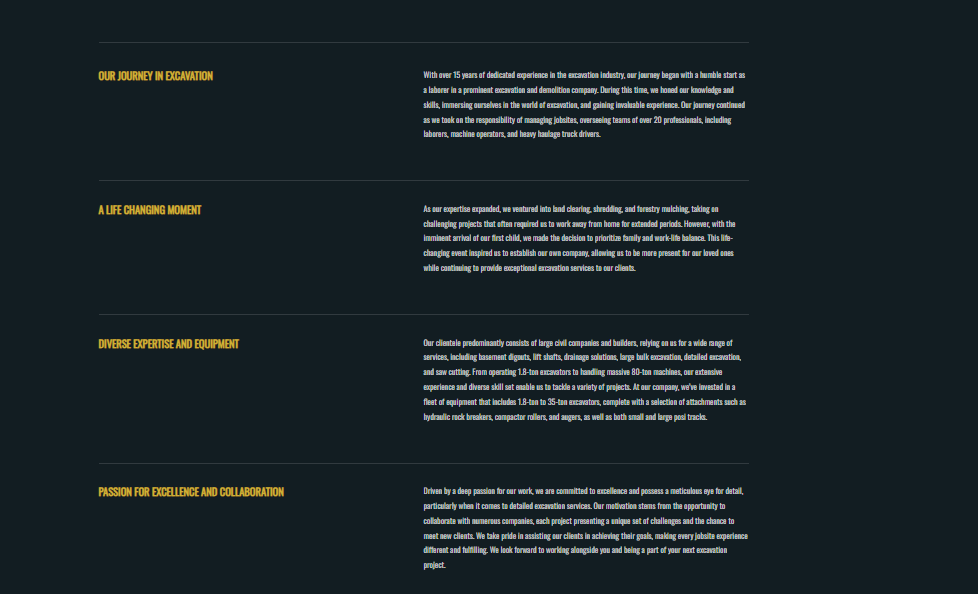 OUR JOURNEY IN EXCAVATION
With over 15 years of dedicated experience in the excavation industry, our journey began with a humble start as
a laborer in a prominent excavation and demolition company. During this time, we honed our knowledge and
skills, immersing ourselves in the world of excavation, and gaining invaluable experience. Our journey continued
as we took on the responsibility of managing jobsites, overseeing teams of over 20 professionals, including
laborers, machine operators, and heavy haulage truck drivers.
A LIFE CHANGING MOMENT
As our expertise expanded, we ventured into land clearing, shredding, and forestry mulching, taking on
challenging projects that often required us to work away from home for extended periods. However, with the
imminent arrival of our first child, we made the decision to prioritize family and work-life balance. This life-
changing event inspired us to establish our own company, allowing us to be more present for our loved ones
while continuing to provide exceptional excavation services to our clients.
DIVERSE EXPERTISE AND EQUIPMENT
Our clientele predominantly consists of large civil companies and builders, relying on us for a wide range of
services, including basement digouts, lift shafts, drainage solutions, large bulk excavation, detailed excavation,
and saw cutting. From operating 1.8-ton excavators to handling massive 80-ton machines, our extensive
experience and diverse skill set enable us to tackle a variety of projects. At our company, we've invested in a
fleet of equipment that includes 1.8-ton to 35-ton excavators, complete with a selection of attachments such as
hydraulic rock breakers, compactor rollers, and augers, as well as both small and large posi tracks.
PASSION FOR EXCELLENCE AND COLLABORATION
Driven by a deep passion for our work, we are committed to excellence and possess a meticulous eye for detail,
particularly when it comes to detailed excavation services. Our motivation stems from the opportunity to
collaborate with numerous companies, each project presenting a unique set of challenges and the chance to
meet new clients. We take pride in assisting our clients in achieving their goals, making every jobsite experience
different and fulfilling. We look forward to working alongside you and being a part of your next excavation
project.